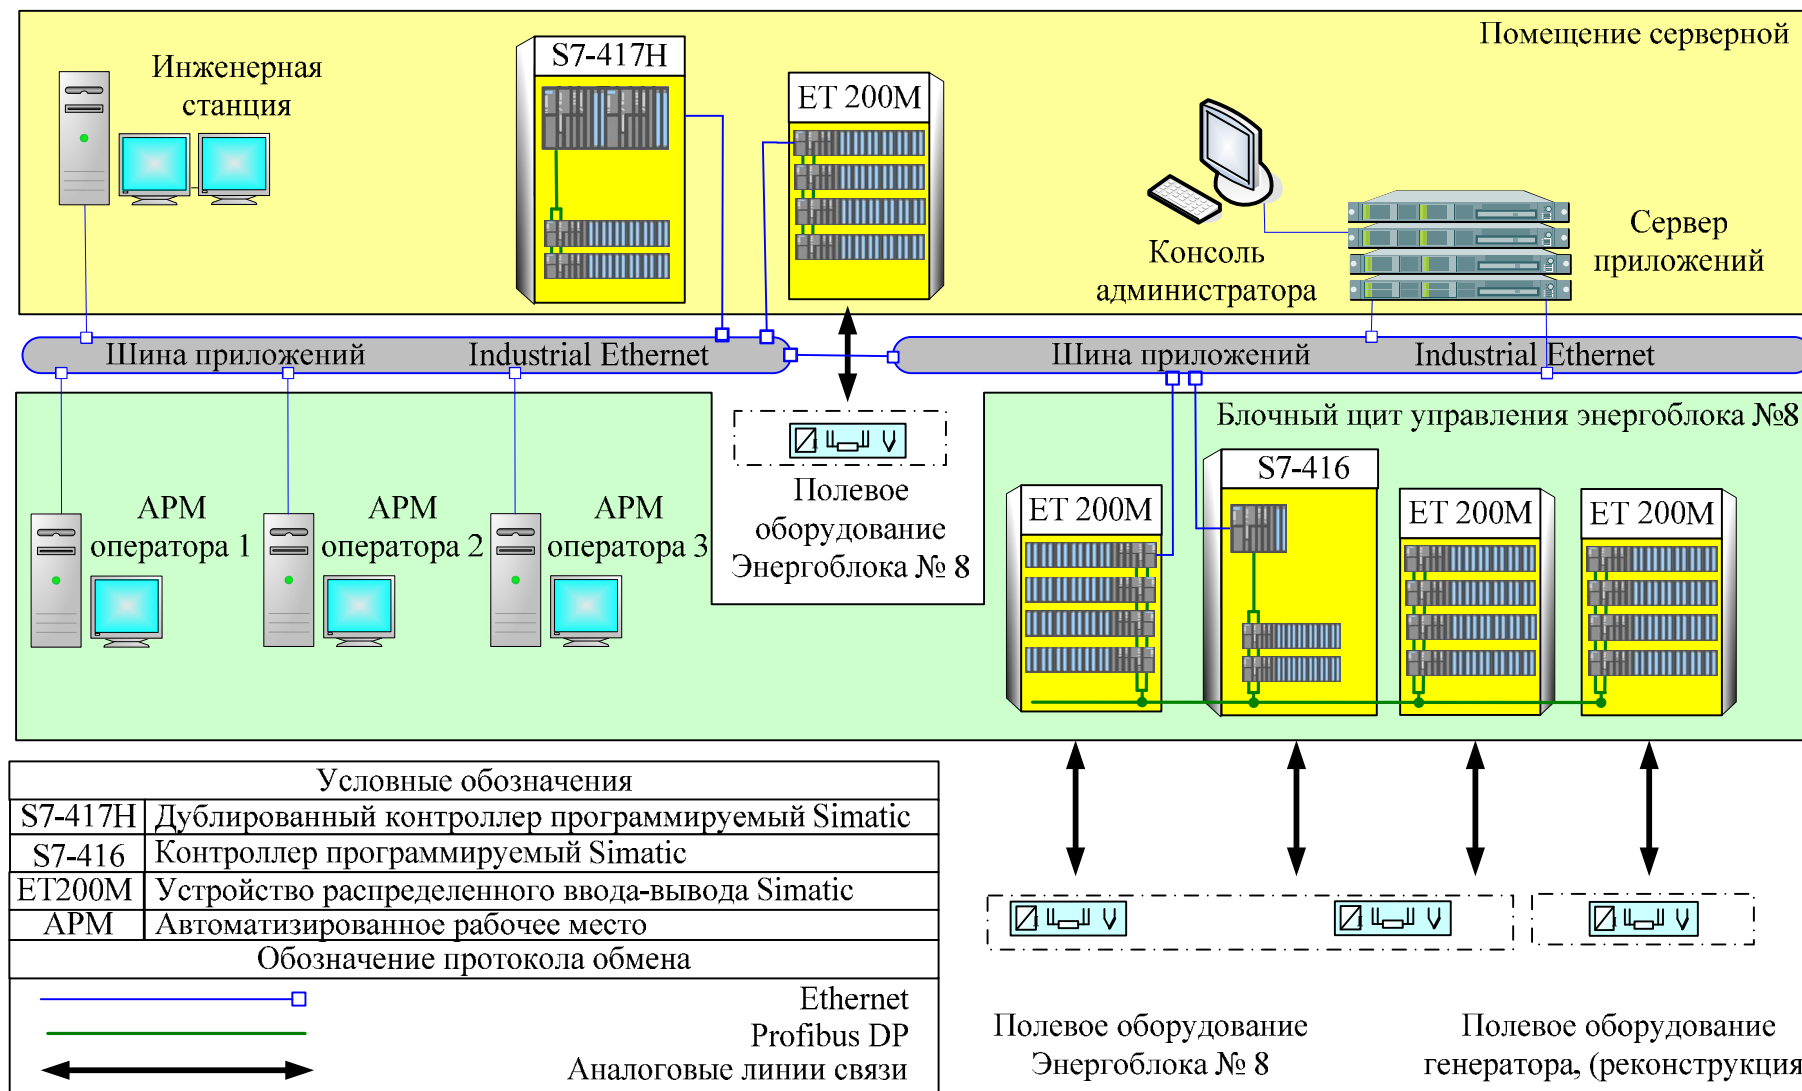 Помещение серверной
Инженерная
станция
S7-417H
ET 200M
Консоль
администратора
Сервер
приложений
Шина приложений
Industrial Ethernet
Шина приложений
Industrial Ethernet
Блочный щит управления энергоблока №8
АРМ
оператора 1
АРМ
оператора 2
АРМ
оператора 3
Полевое
оборудование
Энергоблока № 8
ET 200M
S7-416
ET 200M
ET 200M
Условные обозначения
S7-417H Дублированный контроллер программируемый Simatic
S7-416 Контроллер программируемый Simatic
ET200M Устройство распределенного ввода-вывода Simatic
АРМ Автоматизированное рабочее место
Обозначение протокола обмена
Ethernet
Profibus DP
Аналоговые линии связи
Полевое оборудование
Энергоблока № 8
Полевое оборудование
генератора, (реконструкция